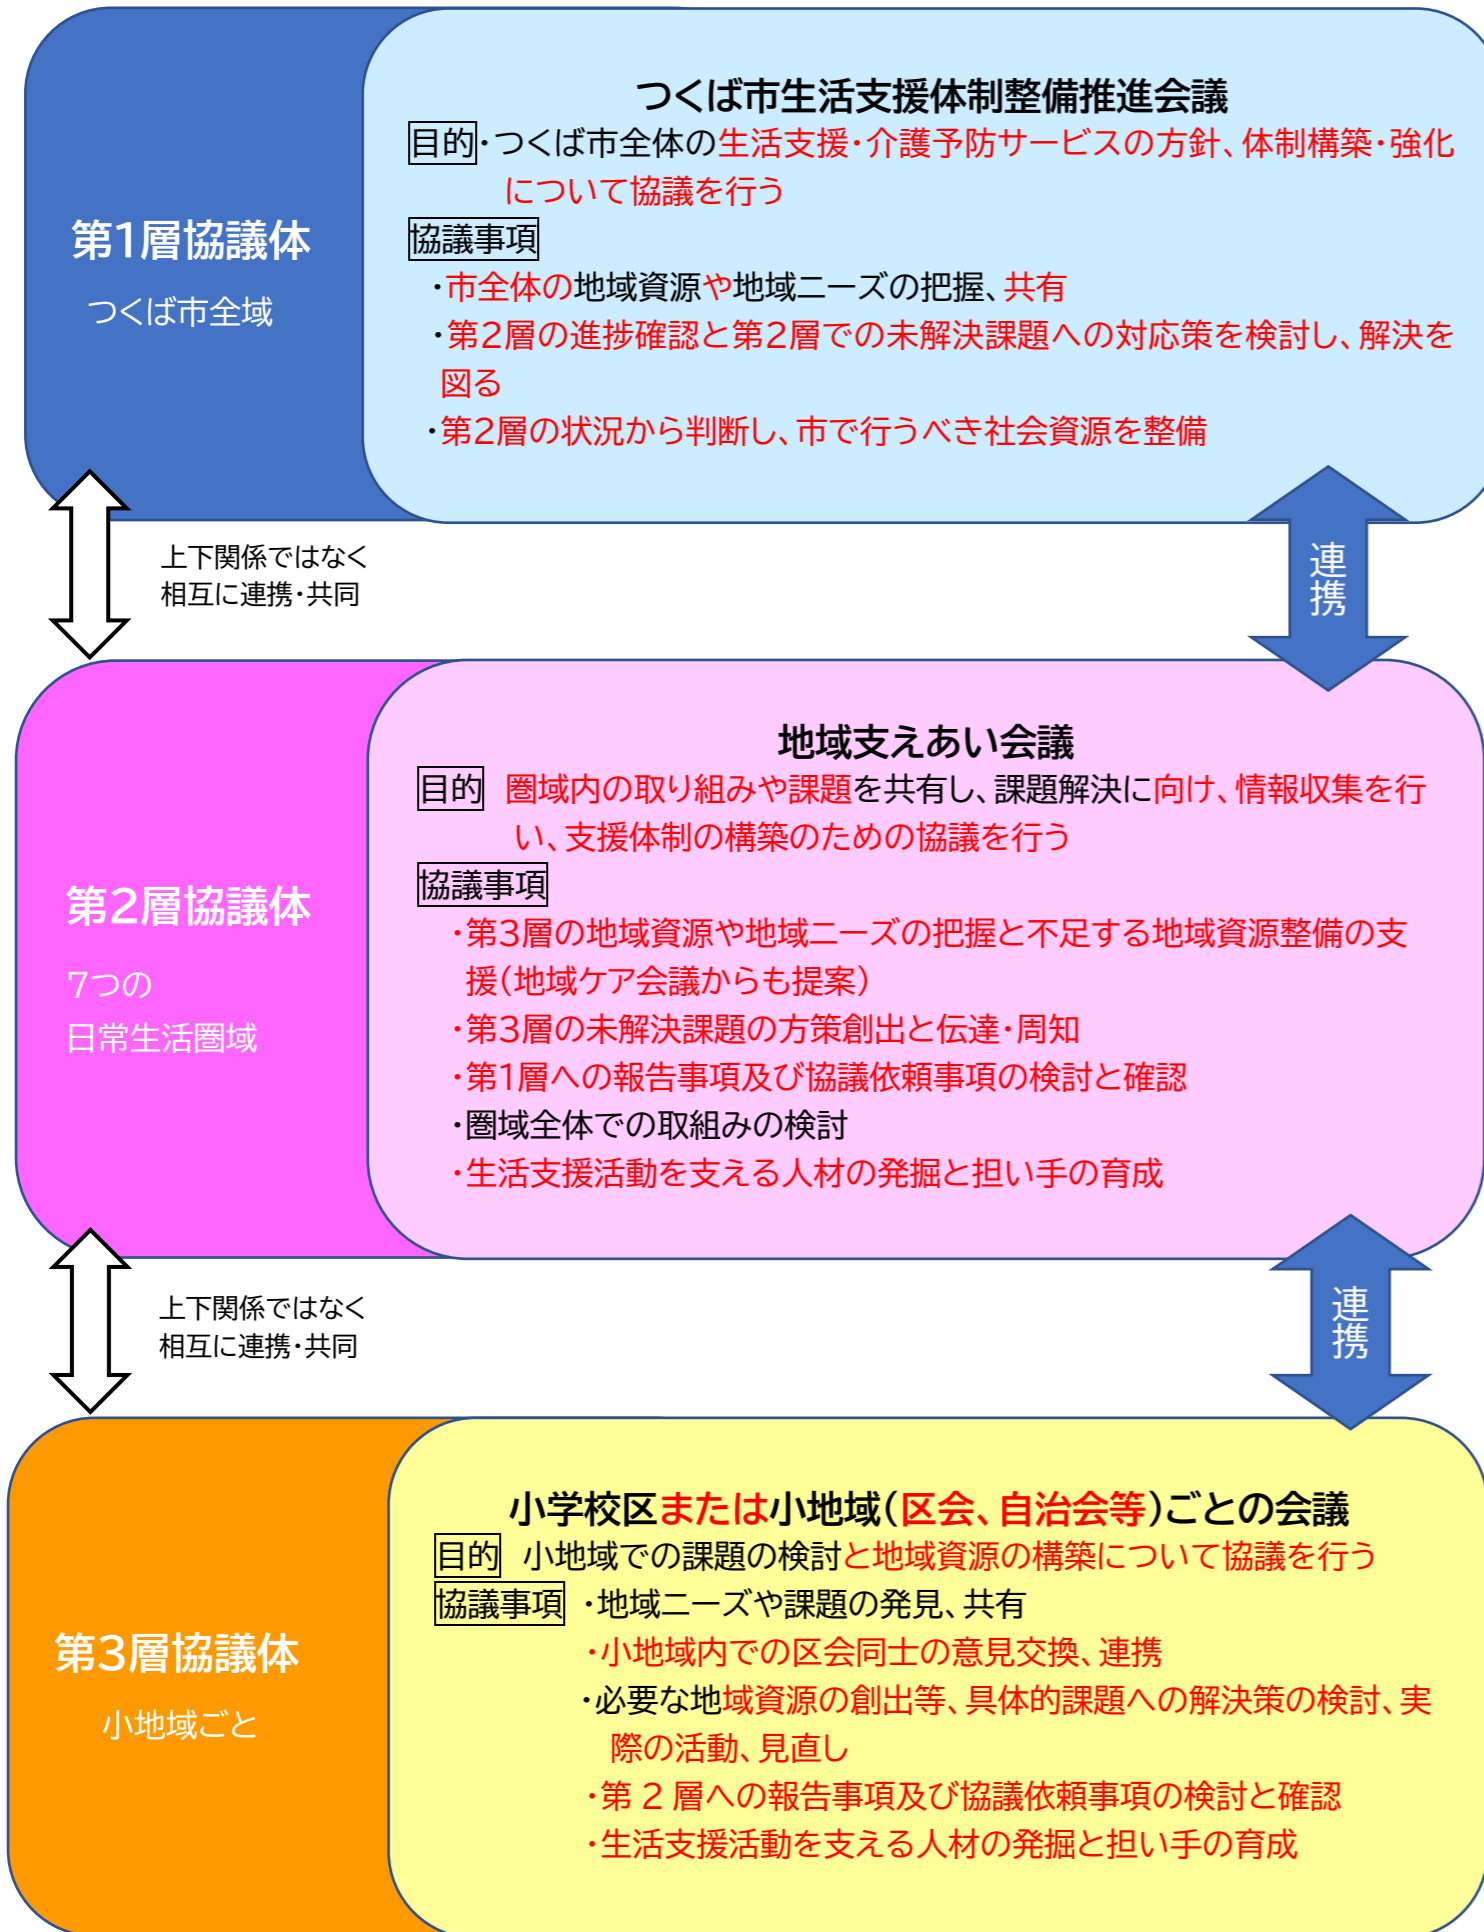 第1層協議体
つくば市全域
つくば市生活支援体制整備推進会議
目的・つくば市全体の生活支援・介護予防サービスの方針、体制構築・強化
について協議を行う
協議事項
・市全体の地域資源や地域ニーズの把握、共有
・第2層の進捗確認と第2層での未解決課題への対応策を検討し、解決を
図る
・第2層の状況から判断し、市で行うべき社会資源を整備
上下関係ではなく
相互に連携・共同
連携
第2層協議体
7つの
日常生活圏域
地域支えあい会議
目的 圏域内の取り組みや課題を共有し、課題解決に向け、情報収集を行
い、支援体制の構築のための協議を行う
協議事項
・第3層の地域資源や地域ニーズの把握と不足する地域資源整備の支
援(地域ケア会議からも提案)
・第3層の未解決課題の方策創出と伝達・周知
・第1層への報告事項及び協議依頼事項の検討と確認
・圏域全体での取組みの検討
・生活支援活動を支える人材の発掘と担い手の育成
上下関係ではなく
相互に連携・共同
連携
第3層協議体
小地域ごと
小学校区または小地域(区会、自治会等)ごとの会議
目的 小地域での課題の検討と地域資源の構築について協議を行う
協議事項 ・地域ニーズや課題の発見、共有
・小地域内での区会同士の意見交換、連携
・必要な地域資源の創出等、具体的課題への解決策の検討、実
際の活動、見直し
・第 2 層への報告事項及び協議依頼事項の検討と確認
・生活支援活動を支える人材の発掘と担い手の育成